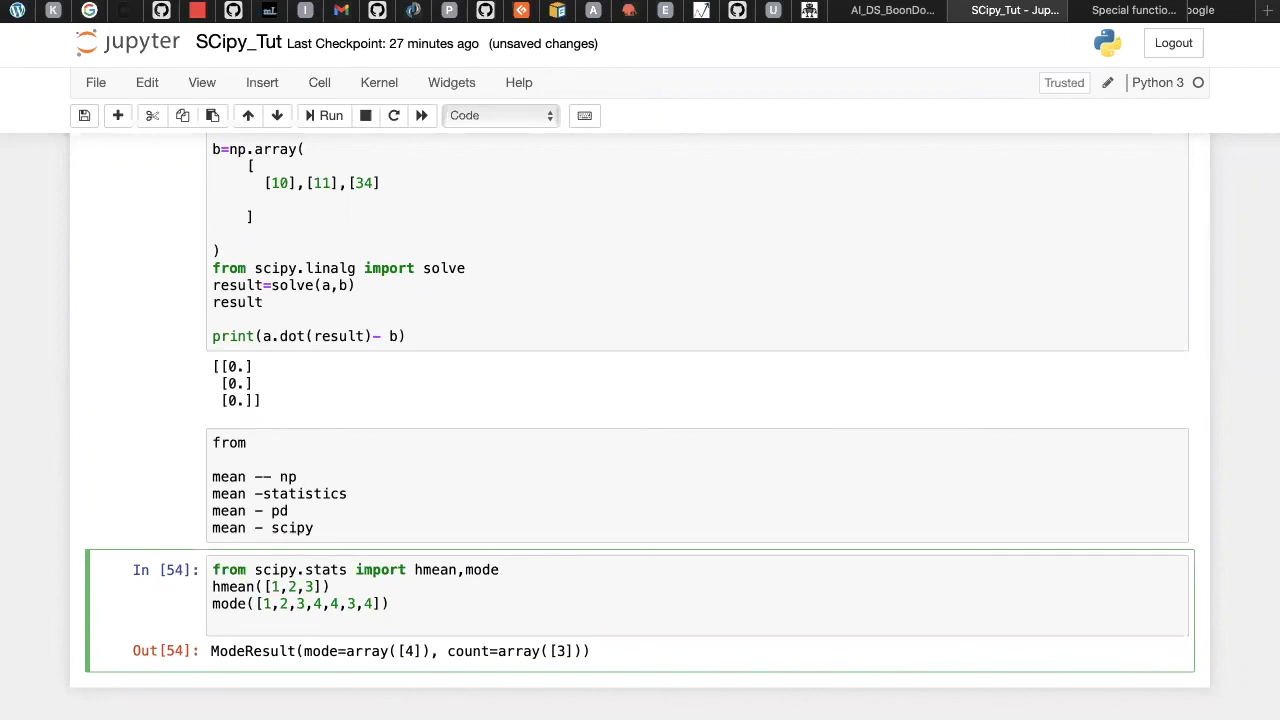 AI_DS_BoonDo...
SCipy_Tut - Jup...
Special functio...
oogle
jupyter SCipy_Tut Last Checkpoint: 27 minutes ago (unsaved changes)
Logout
File Edit View Insert Cell Kernel Widgets Help
Trusted
Python 3
Run
Code
b=np.array(
[
[10],[11],[34]
]
)
from scipy.linalg import solve
result=solve(a,b)
result
print(a.dot(result)- b)
[[0.]
[0.]
[0.]]
from
mean -- np
mean -statistics
mean - pd
mean - scipy
In [54]:
from scipy.stats import hmean,mode
hmean([1,2,3])
mode([1,2,3,4,4,3,4])
Out[54]: ModeResult(mode=array([4]), count=array([3]))